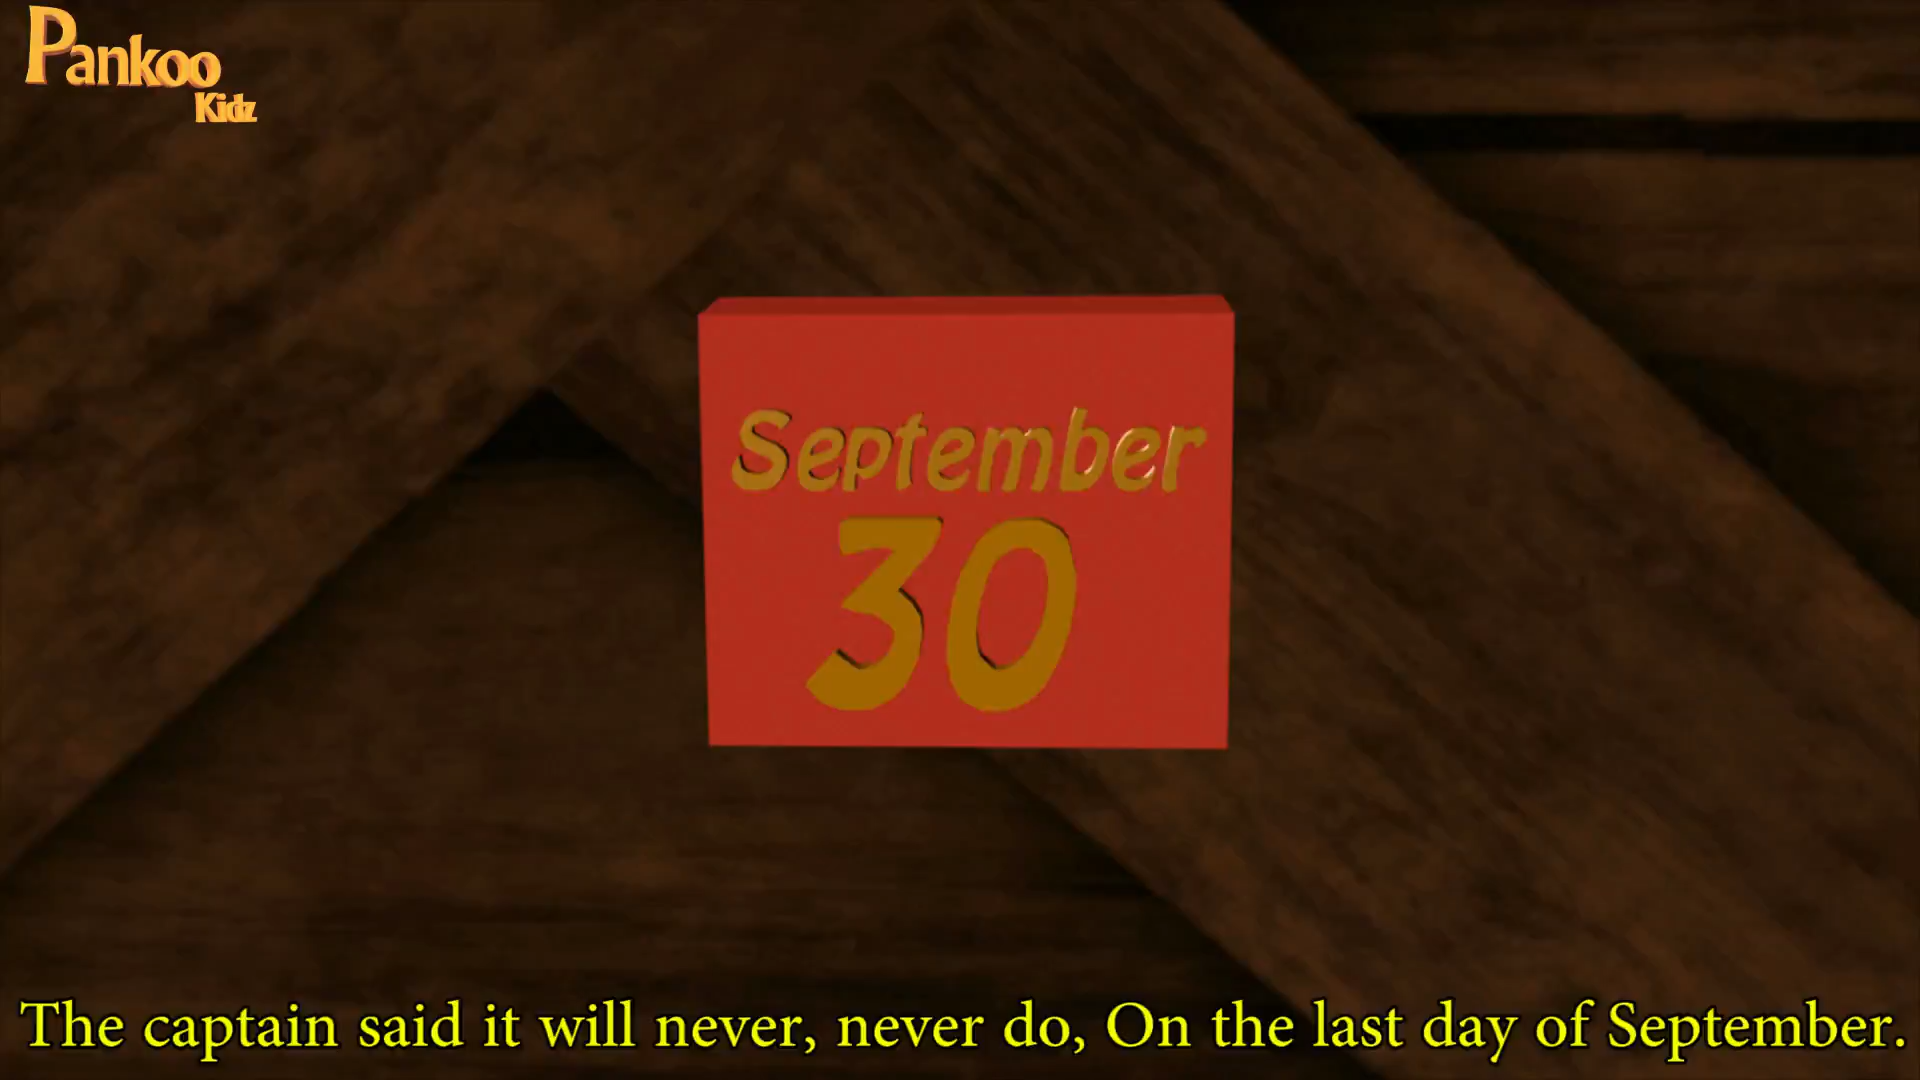 Pankoo
Kidz
September
30
The captain said it will never, never do, On the last day of September.